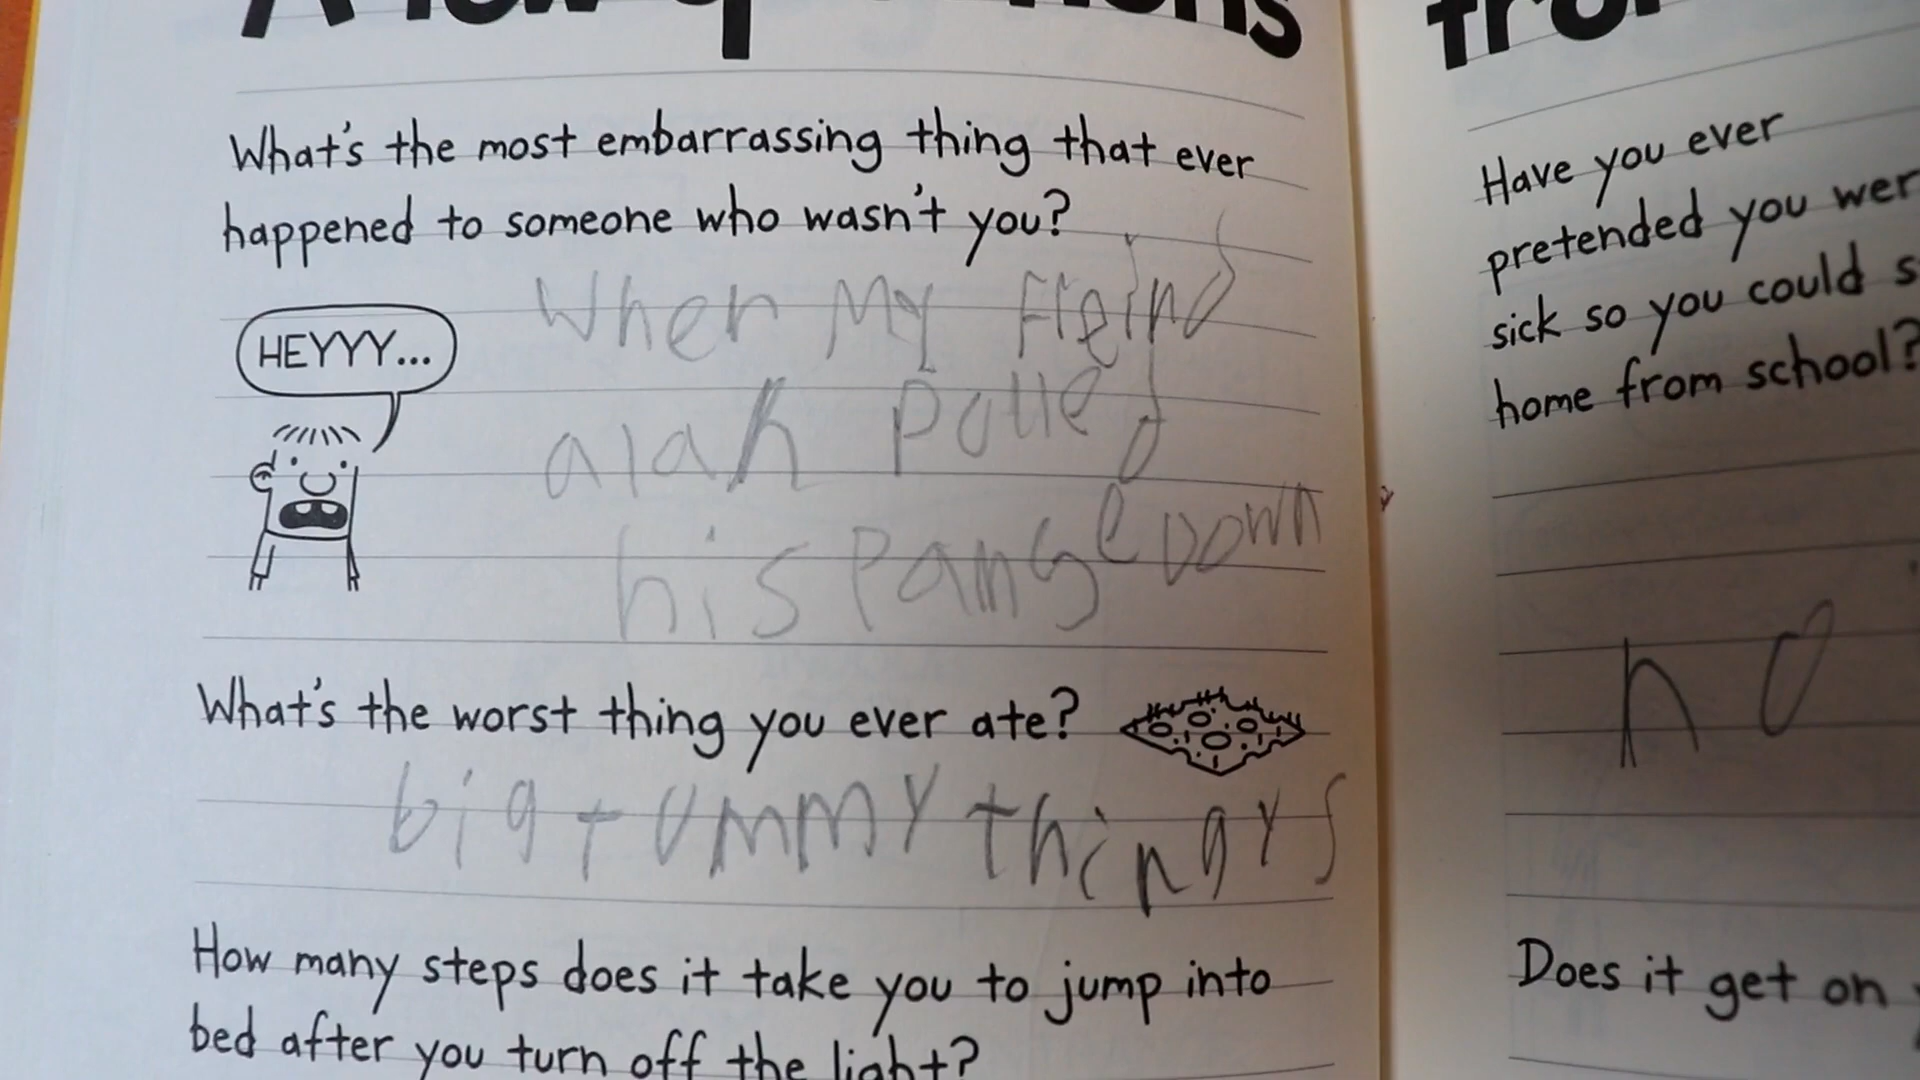 What's the most embarrassing thing that ever
happened to someone who wasn't you?
When My Freind
alah pulled
his pange Down
HEYYY...
What's the worst thing you ever ate?
big tummy thingys
How many steps does it take you to jump into
bed after you turn off the light?
Have you ever
pretended you wer
sick so you could s
home from school?
no
Does it get on